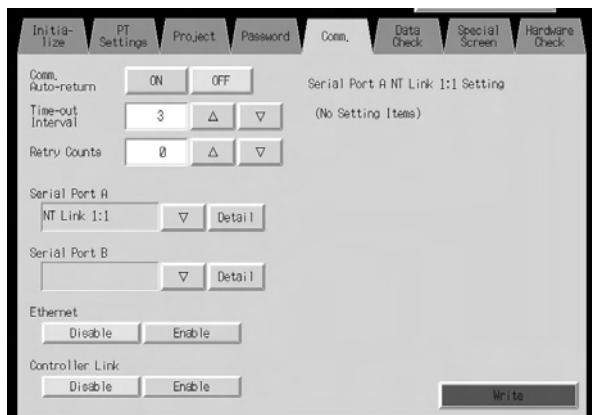 Initia-
lize
PT
Settings
Project
Password
Comm.
Data
Check
Special
Screen
Hardware
Check
Comm.
Auto-return
ON
OFF
Serial Port A NT Link 1:1 Setting
Time-out
Interval
3
△
▽
(No Setting Items)
Retry Counts
0
△
▽
Serial Port A
NT Link 1:1
▽
Detail
Serial Port B
▽
Detail
Ethernet
Disable
Enable
Controller Link
Disable
Enable
Write